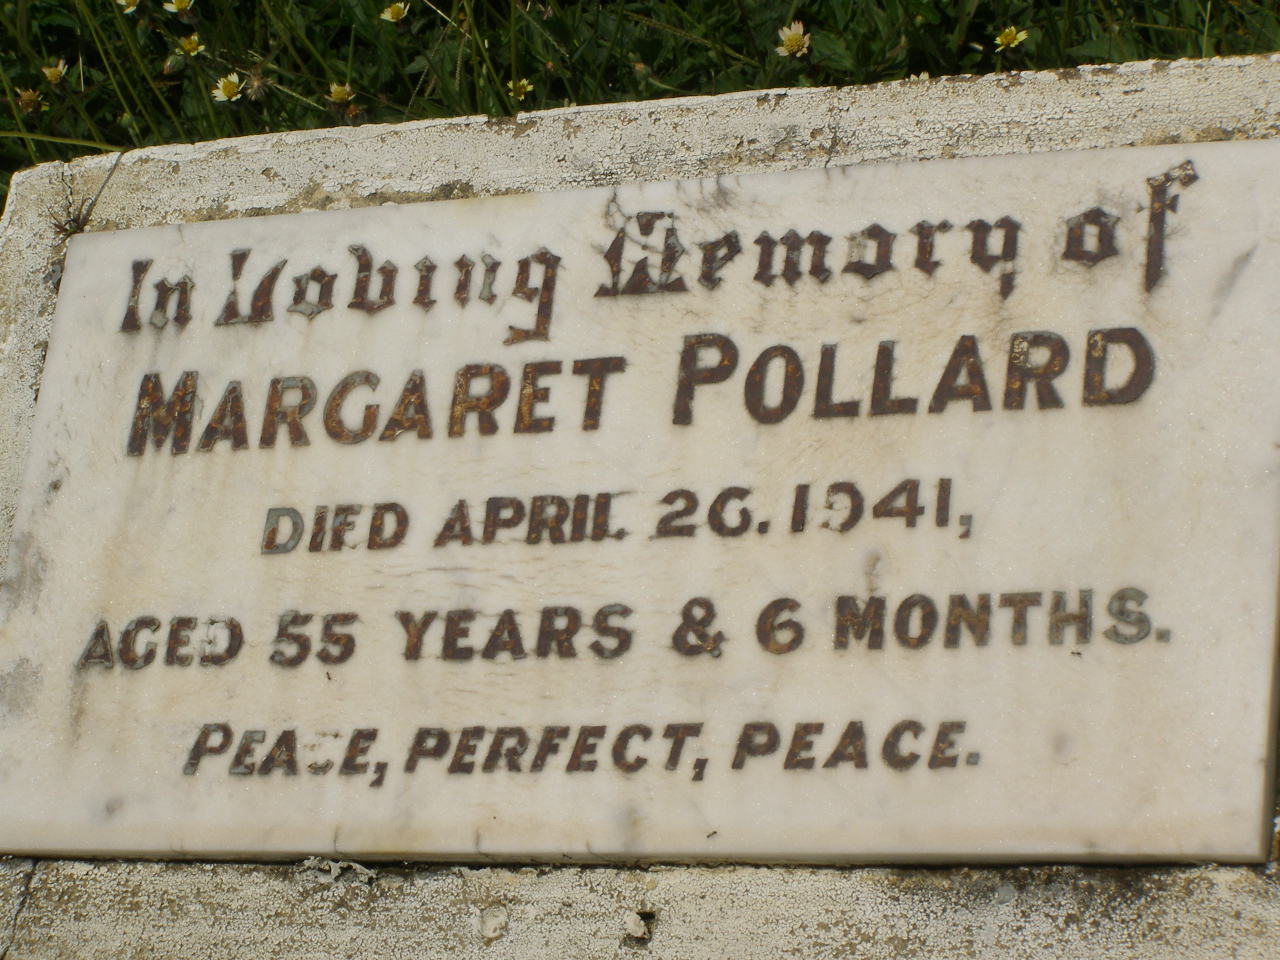 In Loving Memory of
MARGARET POLLARD
DIED APRIL 26. 1941,
AGED 55 YEARS & 6 MONTHS.
PEACE, PERFECT, PEACE.